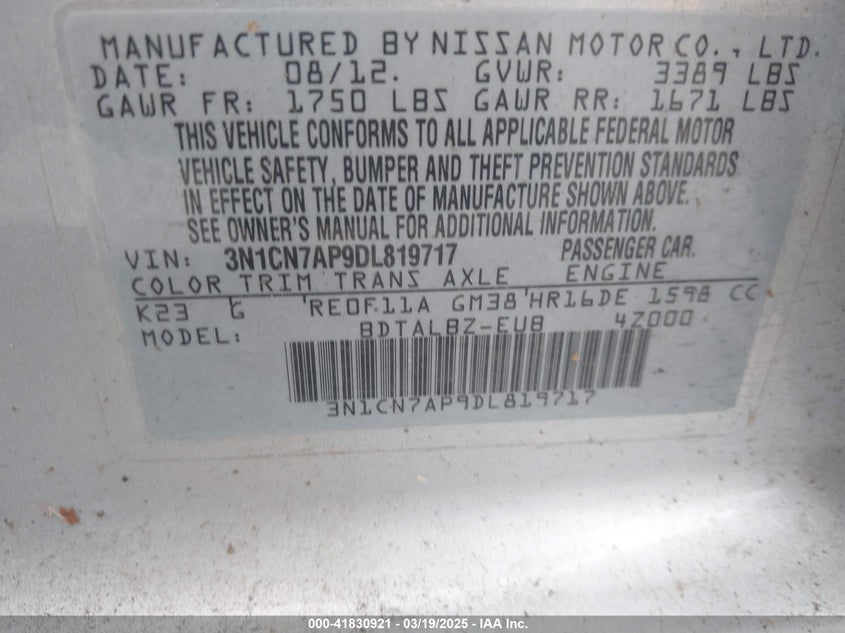 MANUFACTURED BY NISSAN MOTOR CO., LTD.
DATE: 08/12. GVWR: 3389 LBS
GAWR FR: 1750 LBS GAWR RR: 1671 LBS
THIS VEHICLE CONFORMS TO ALL APPLICABLE FEDERAL MOTOR
VEHICLE SAFETY, BUMPER AND THEFT PREVENTION STANDARDS
IN EFFECT ON THE DATE OF MANUFACTURE SHOWN ABOVE.
SEE OWNER'S MANUAL FOR ADDITIONAL INFORMATION.
VIN: 3N1CN7AP9DL819717 PASSENGER CAR.
COLOR TRIM TRANS AXLE ENGINE
K23 G RE0F11A GM38 HR16DE 1598 CC
MODEL: BDTALBZ-EUB 4Z000
3N1CN7AP9DL819717
000-41830921 - 03/19/2025 - IAA Inc.